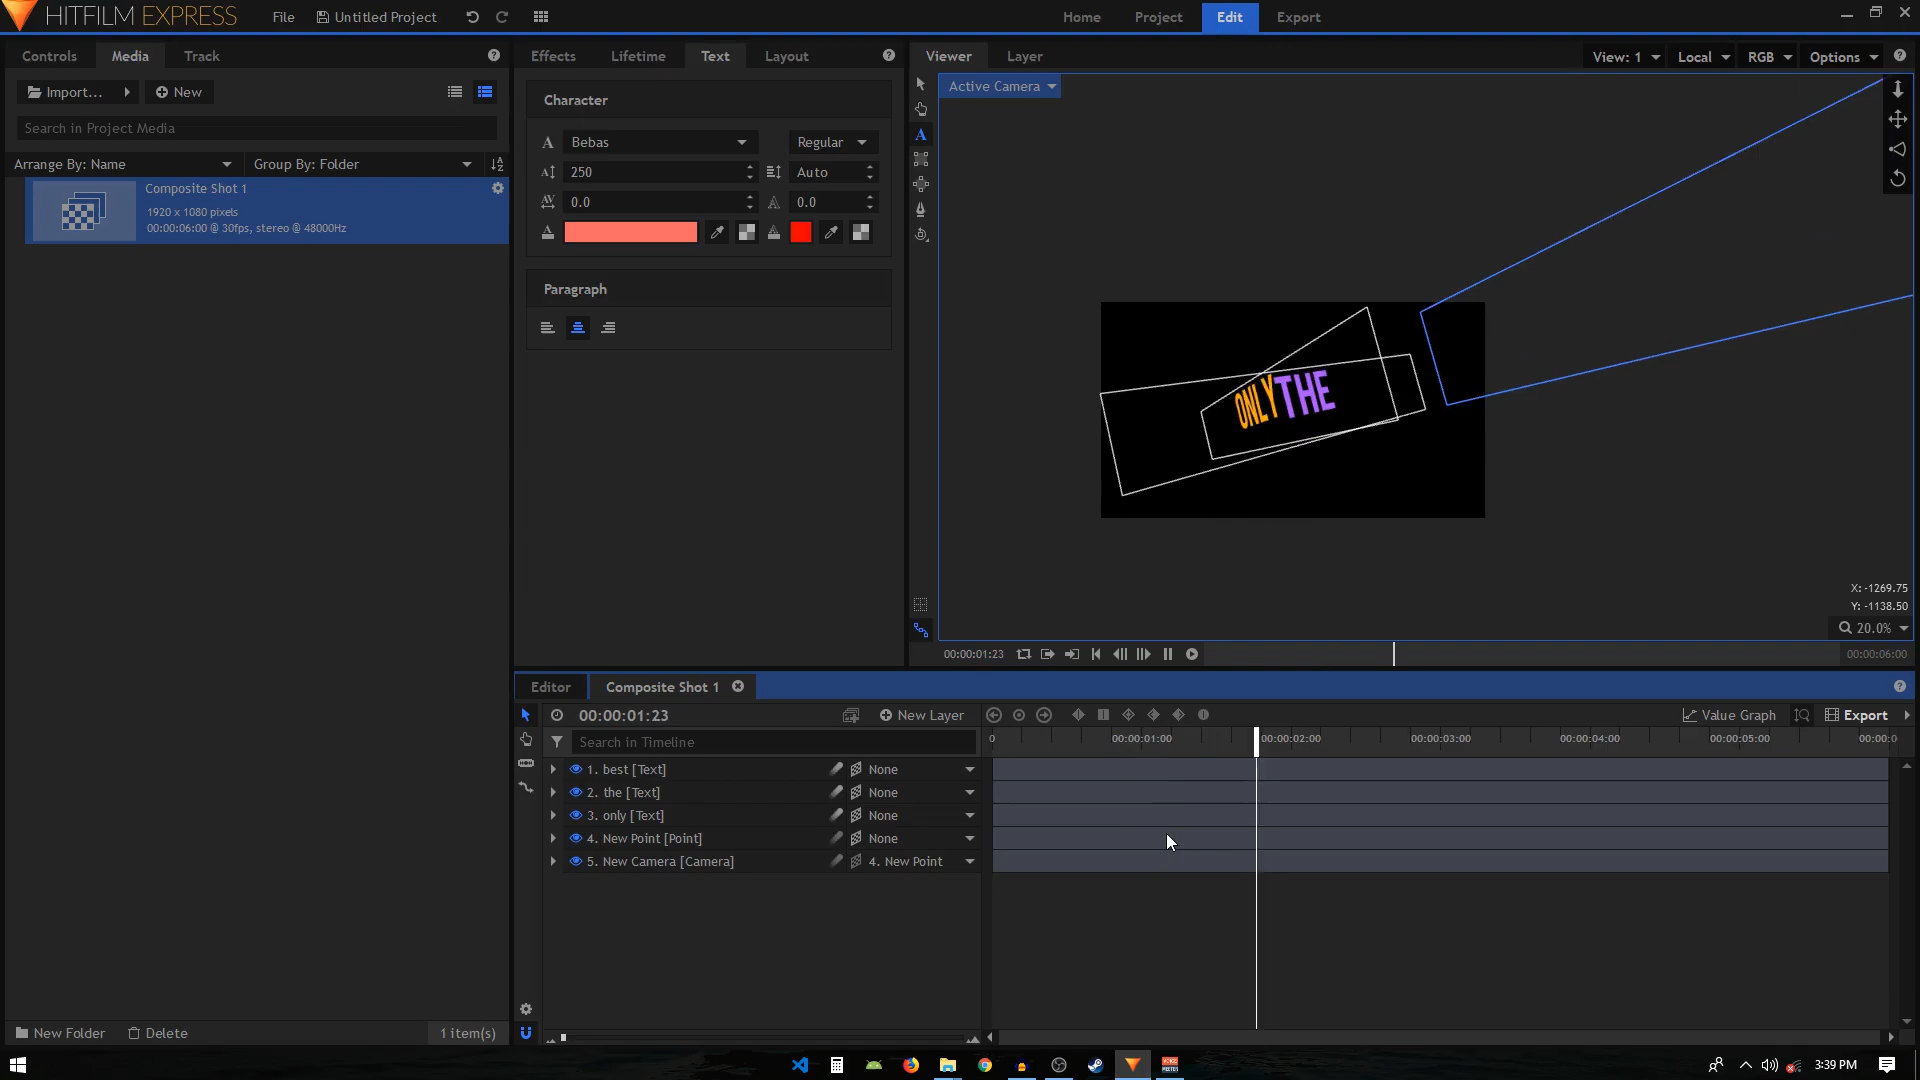 HITFILM EXPRESS
File
Untitled Project
Home
Project
Edit
Export
Controls
Media
Track
Import...
New
Search in Project Media
Arrange By: Name
Group By: Folder
Composite Shot 1
1920 x 1080 pixels
00:00:06:00 @ 30fps, stereo @ 48000Hz
New Folder
Delete
1 item(s)
Effects
Lifetime
Text
Layout
Character
Bebas
Regular
250
Auto
0.0
0.0
Paragraph
Viewer
Layer
View: 1
Local
RGB
Options
Active Camera
ONLY THE
X: -1269.75
Y: -1138.50
20.0%
00:00:01:23
00:00:06:00
Editor
Composite Shot 1
00:00:01:23
New Layer
Value Graph
Export
Search in Timeline
0
00:00:01:00
00:00:02:00
00:00:03:00
00:00:04:00
00:00:05:00
00:00:0
1. best [Text]
None
2. the [Text]
None
3. only [Text]
None
4. New Point [Point]
None
5. New Camera [Camera]
4. New Point
3:39 PM